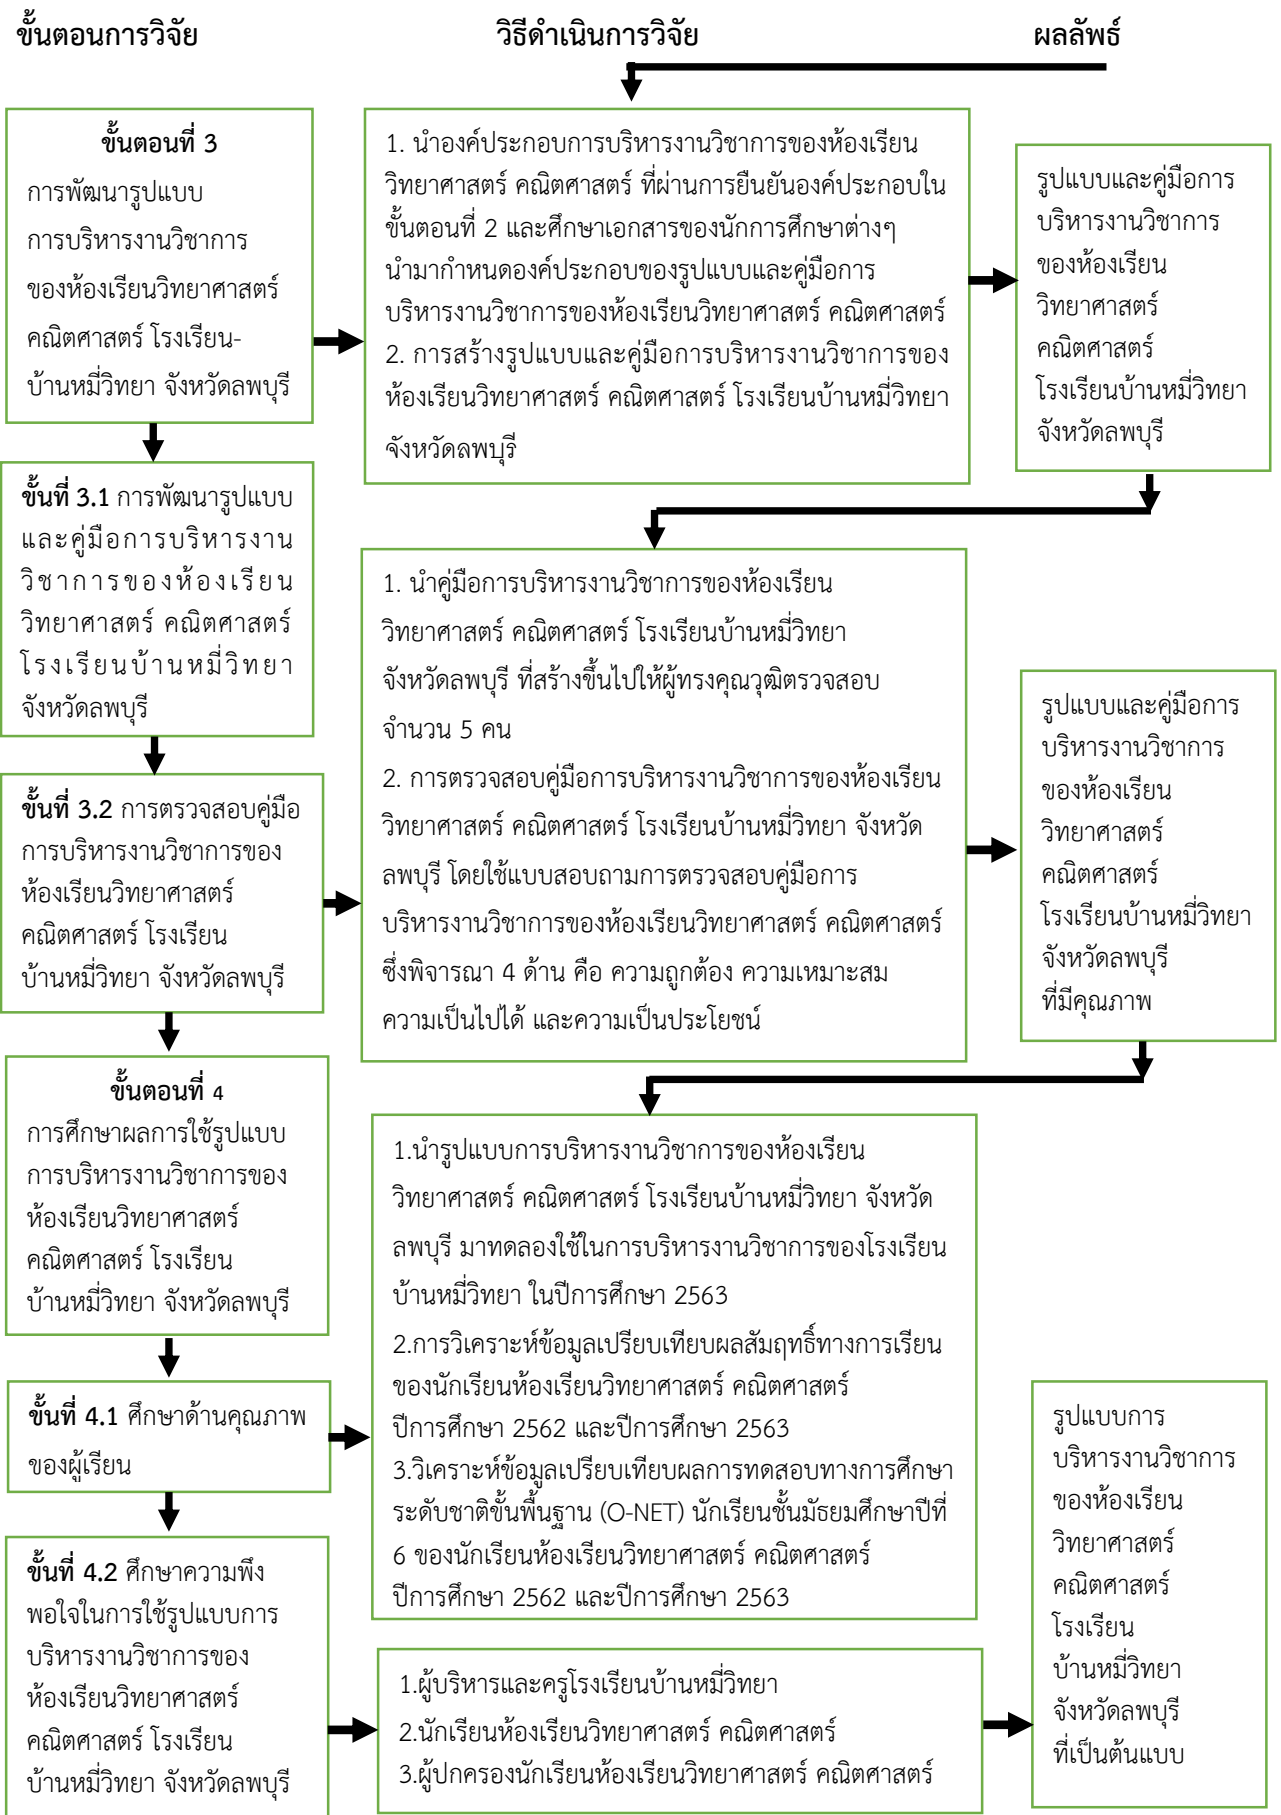 ขั้นตอนการวิจัย
วิธีดำเนินการวิจัย
ผลลัพธ์
ขั้นตอนที่ 3
การพัฒนารูปแบบ
การบริหารงานวิชาการ
ของห้องเรียนวิทยาศาสตร์
คณิตศาสตร์ โรงเรียน-
บ้านหมี่วิทยา จังหวัดลพบุรี
1. นำองค์ประกอบการบริหารงานวิชาการของห้องเรียน
วิทยาศาสตร์ คณิตศาสตร์ ที่ผ่านการยืนยันองค์ประกอบใน
ขั้นตอนที่ 2 และศึกษาเอกสารของนักการศึกษาต่างๆ
นำมากำหนดองค์ประกอบของรูปแบบและคู่มือการ
บริหารงานวิชาการของห้องเรียนวิทยาศาสตร์ คณิตศาสตร์
2. การสร้างรูปแบบและคู่มือการบริหารงานวิชาการของ
ห้องเรียนวิทยาศาสตร์ คณิตศาสตร์ โรงเรียนบ้านหมี่วิทยา
จังหวัดลพบุรี
รูปแบบและคู่มือการ
บริหารงานวิชาการ
ของห้องเรียน
วิทยาศาสตร์
คณิตศาสตร์
โรงเรียนบ้านหมี่วิทยา
จังหวัดลพบุรี
ขั้นที่ 3.1 การพัฒนารูปแบบ
และคู่มือการบริหารงาน
วิชาการของห้องเรียน
วิทยาศาสตร์ คณิตศาสตร์
โรงเรียนบ้านหมี่วิทยา
จังหวัดลพบุรี
ขั้นที่ 3.2 การตรวจสอบคู่มือ
การบริหารงานวิชาการของ
ห้องเรียนวิทยาศาสตร์
คณิตศาสตร์ โรงเรียน
บ้านหมี่วิทยา จังหวัดลพบุรี
1. นำคู่มือการบริหารงานวิชาการของห้องเรียน
วิทยาศาสตร์ คณิตศาสตร์ โรงเรียนบ้านหมี่วิทยา
จังหวัดลพบุรี ที่สร้างขึ้นไปให้ผู้ทรงคุณวุฒิตรวจสอบ
จำนวน 5 คน
2. การตรวจสอบคู่มือการบริหารงานวิชาการของห้องเรียน
วิทยาศาสตร์ คณิตศาสตร์ โรงเรียนบ้านหมี่วิทยา จังหวัด
ลพบุรี โดยใช้แบบสอบถามการตรวจสอบคู่มือการ
บริหารงานวิชาการของห้องเรียนวิทยาศาสตร์ คณิตศาสตร์
ซึ่งพิจารณา 4 ด้าน คือ ความถูกต้อง ความเหมาะสม
ความเป็นไปได้ และความเป็นประโยชน์
รูปแบบและคู่มือการ
บริหารงานวิชาการ
ของห้องเรียน
วิทยาศาสตร์
คณิตศาสตร์
โรงเรียนบ้านหมี่วิทยา
จังหวัดลพบุรี
ที่มีคุณภาพ
ขั้นตอนที่ 4
การศึกษาผลการใช้รูปแบบ
การบริหารงานวิชาการของ
ห้องเรียนวิทยาศาสตร์
คณิตศาสตร์ โรงเรียน
บ้านหมี่วิทยา จังหวัดลพบุรี
ขั้นที่ 4.1 ศึกษาด้านคุณภาพ
ของผู้เรียน
1.นำรูปแบบการบริหารงานวิชาการของห้องเรียน
วิทยาศาสตร์ คณิตศาสตร์ โรงเรียนบ้านหมี่วิทยา จังหวัด
ลพบุรี มาทดลองใช้ในการบริหารงานวิชาการของโรงเรียน
บ้านหมี่วิทยา ในปีการศึกษา 2563
2.การวิเคราะห์ข้อมูลเปรียบเทียบผลสัมฤทธิ์ทางการเรียน
ของนักเรียนห้องเรียนวิทยาศาสตร์ คณิตศาสตร์
ปีการศึกษา 2562 และปีการศึกษา 2563
3.วิเคราะห์ข้อมูลเปรียบเทียบผลการทดสอบทางการศึกษา
ระดับชาติขั้นพื้นฐาน (O-NET) นักเรียนชั้นมัธยมศึกษาปีที่
6 ของนักเรียนห้องเรียนวิทยาศาสตร์ คณิตศาสตร์
ปีการศึกษา 2562 และปีการศึกษา 2563
ขั้นที่ 4.2 ศึกษาความพึง
พอใจในการใช้รูปแบบการ
บริหารงานวิชาการของ
ห้องเรียนวิทยาศาสตร์
คณิตศาสตร์ โรงเรียน
บ้านหมี่วิทยา จังหวัดลพบุรี
1.ผู้บริหารและครูโรงเรียนบ้านหมี่วิทยา
2.นักเรียนห้องเรียนวิทยาศาสตร์ คณิตศาสตร์
3.ผู้ปกครองนักเรียนห้องเรียนวิทยาศาสตร์ คณิตศาสตร์
รูปแบบการ
บริหารงานวิชาการ
ของห้องเรียน
วิทยาศาสตร์
คณิตศาสตร์
โรงเรียน
บ้านหมี่วิทยา
จังหวัดลพบุรี
ที่เป็นต้นแบบ